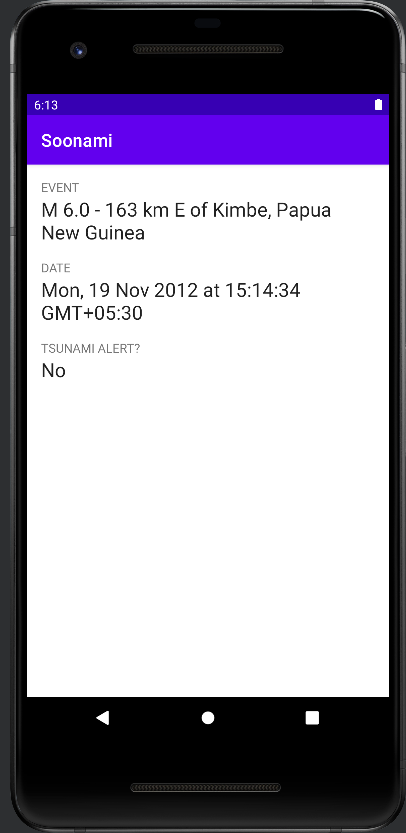 6:13
Soonami
EVENT
M 6.0 - 163 km E of Kimbe, Papua
New Guinea
DATE
Mon, 19 Nov 2012 at 15:14:34
GMT+05:30
TSUNAMI ALERT?
No